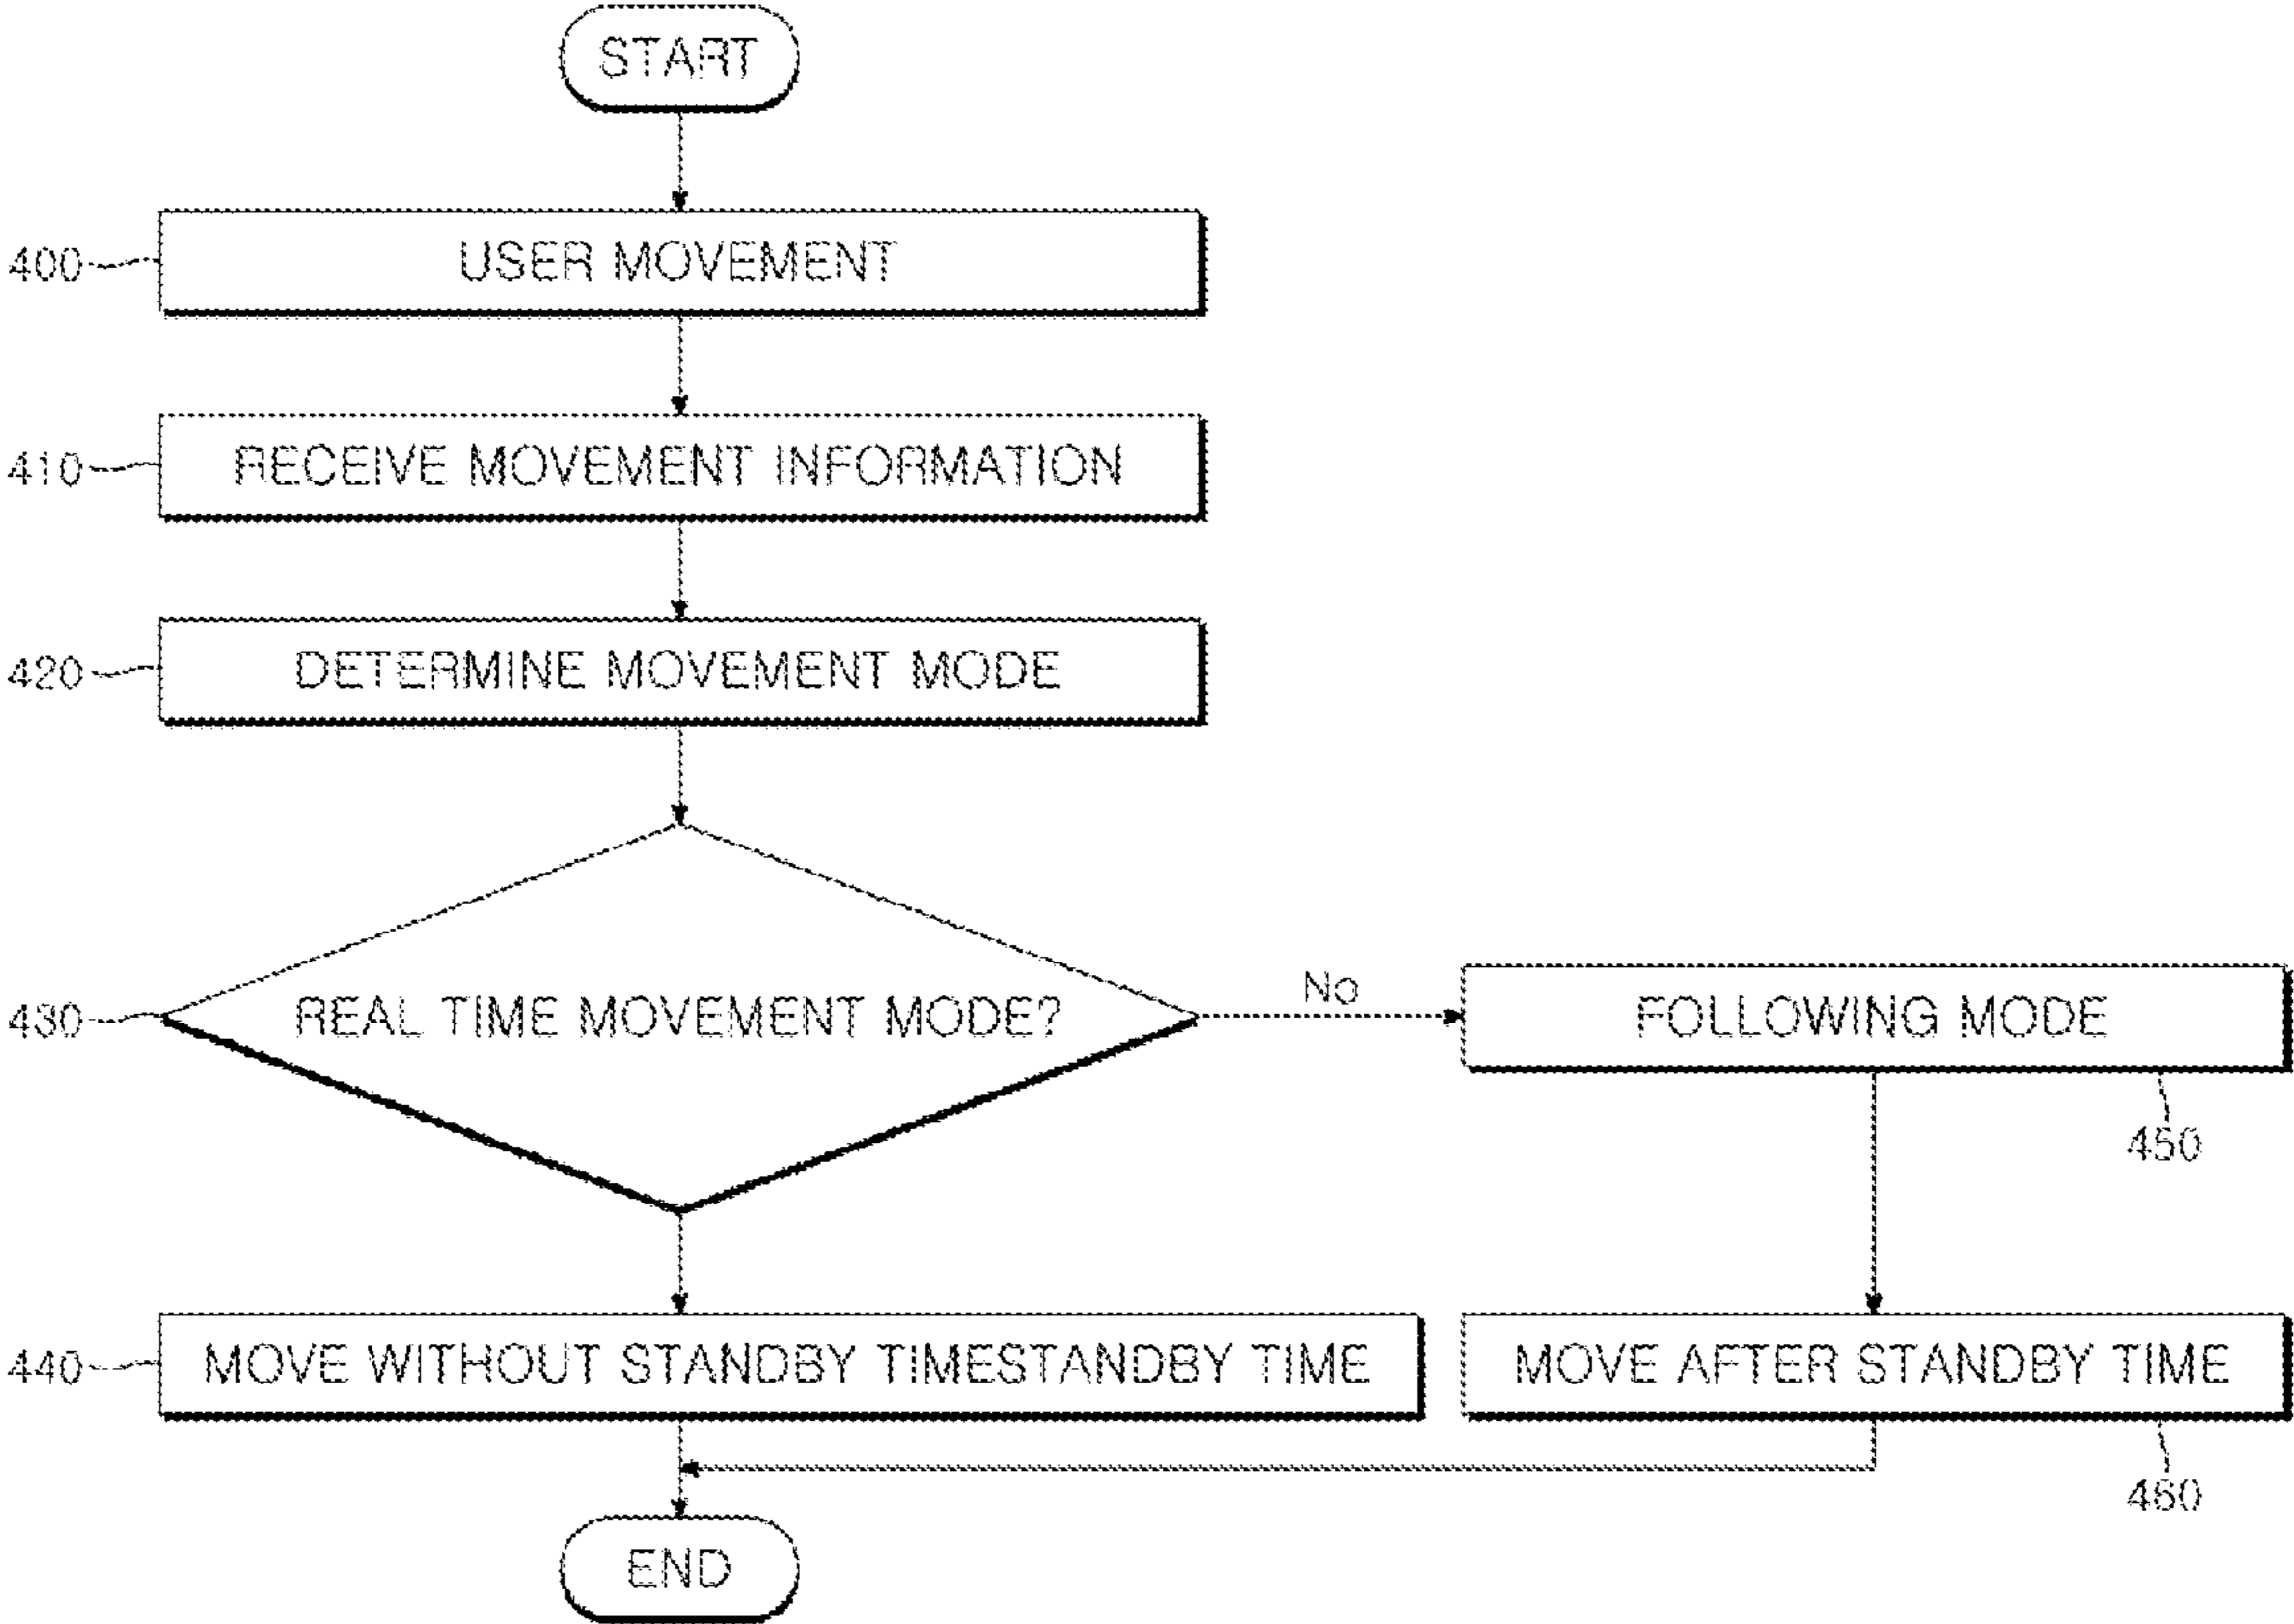 START
400
USER MOVEMENT
410
RECEIVE MOVEMENT INFORMATION
420
DETERMINE MOVEMENT MODE
430
REAL TIME MOVEMENT MODE?
No
FOLLOWING MODE
450
440
MOVE WITHOUT STANDBY TIMESTANDBY TIME
MOVE AFTER STANDBY TIME
460
END